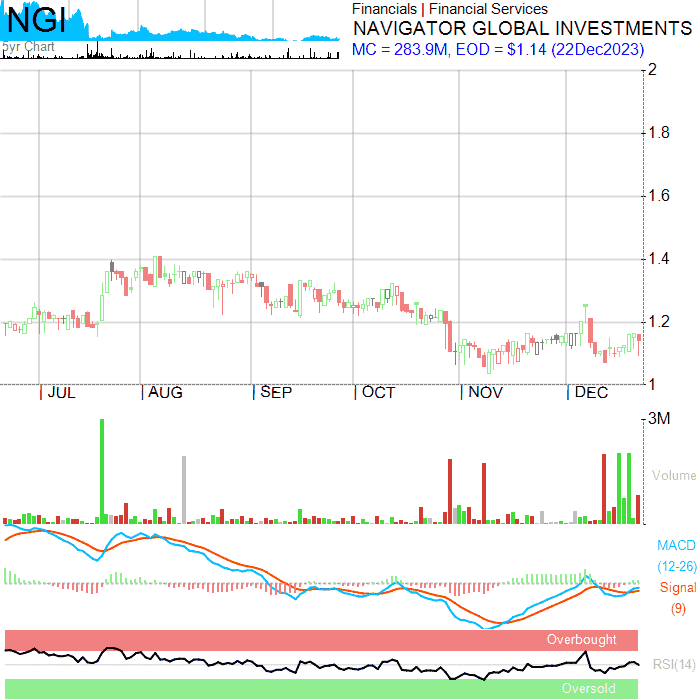 NGI
5yr Chart
Financials | Financial Services
NAVIGATOR GLOBAL INVESTMENTS
MC = 283.9M, EOD = $1.14 (22Dec2023)
2
1.8
1.6
1.4
1.2
1
JUL AUG SEP OCT NOV DEC
3M
Volume
MACD
(12-26)
Signal
(9)
Overbought
RSI(14)
Oversold